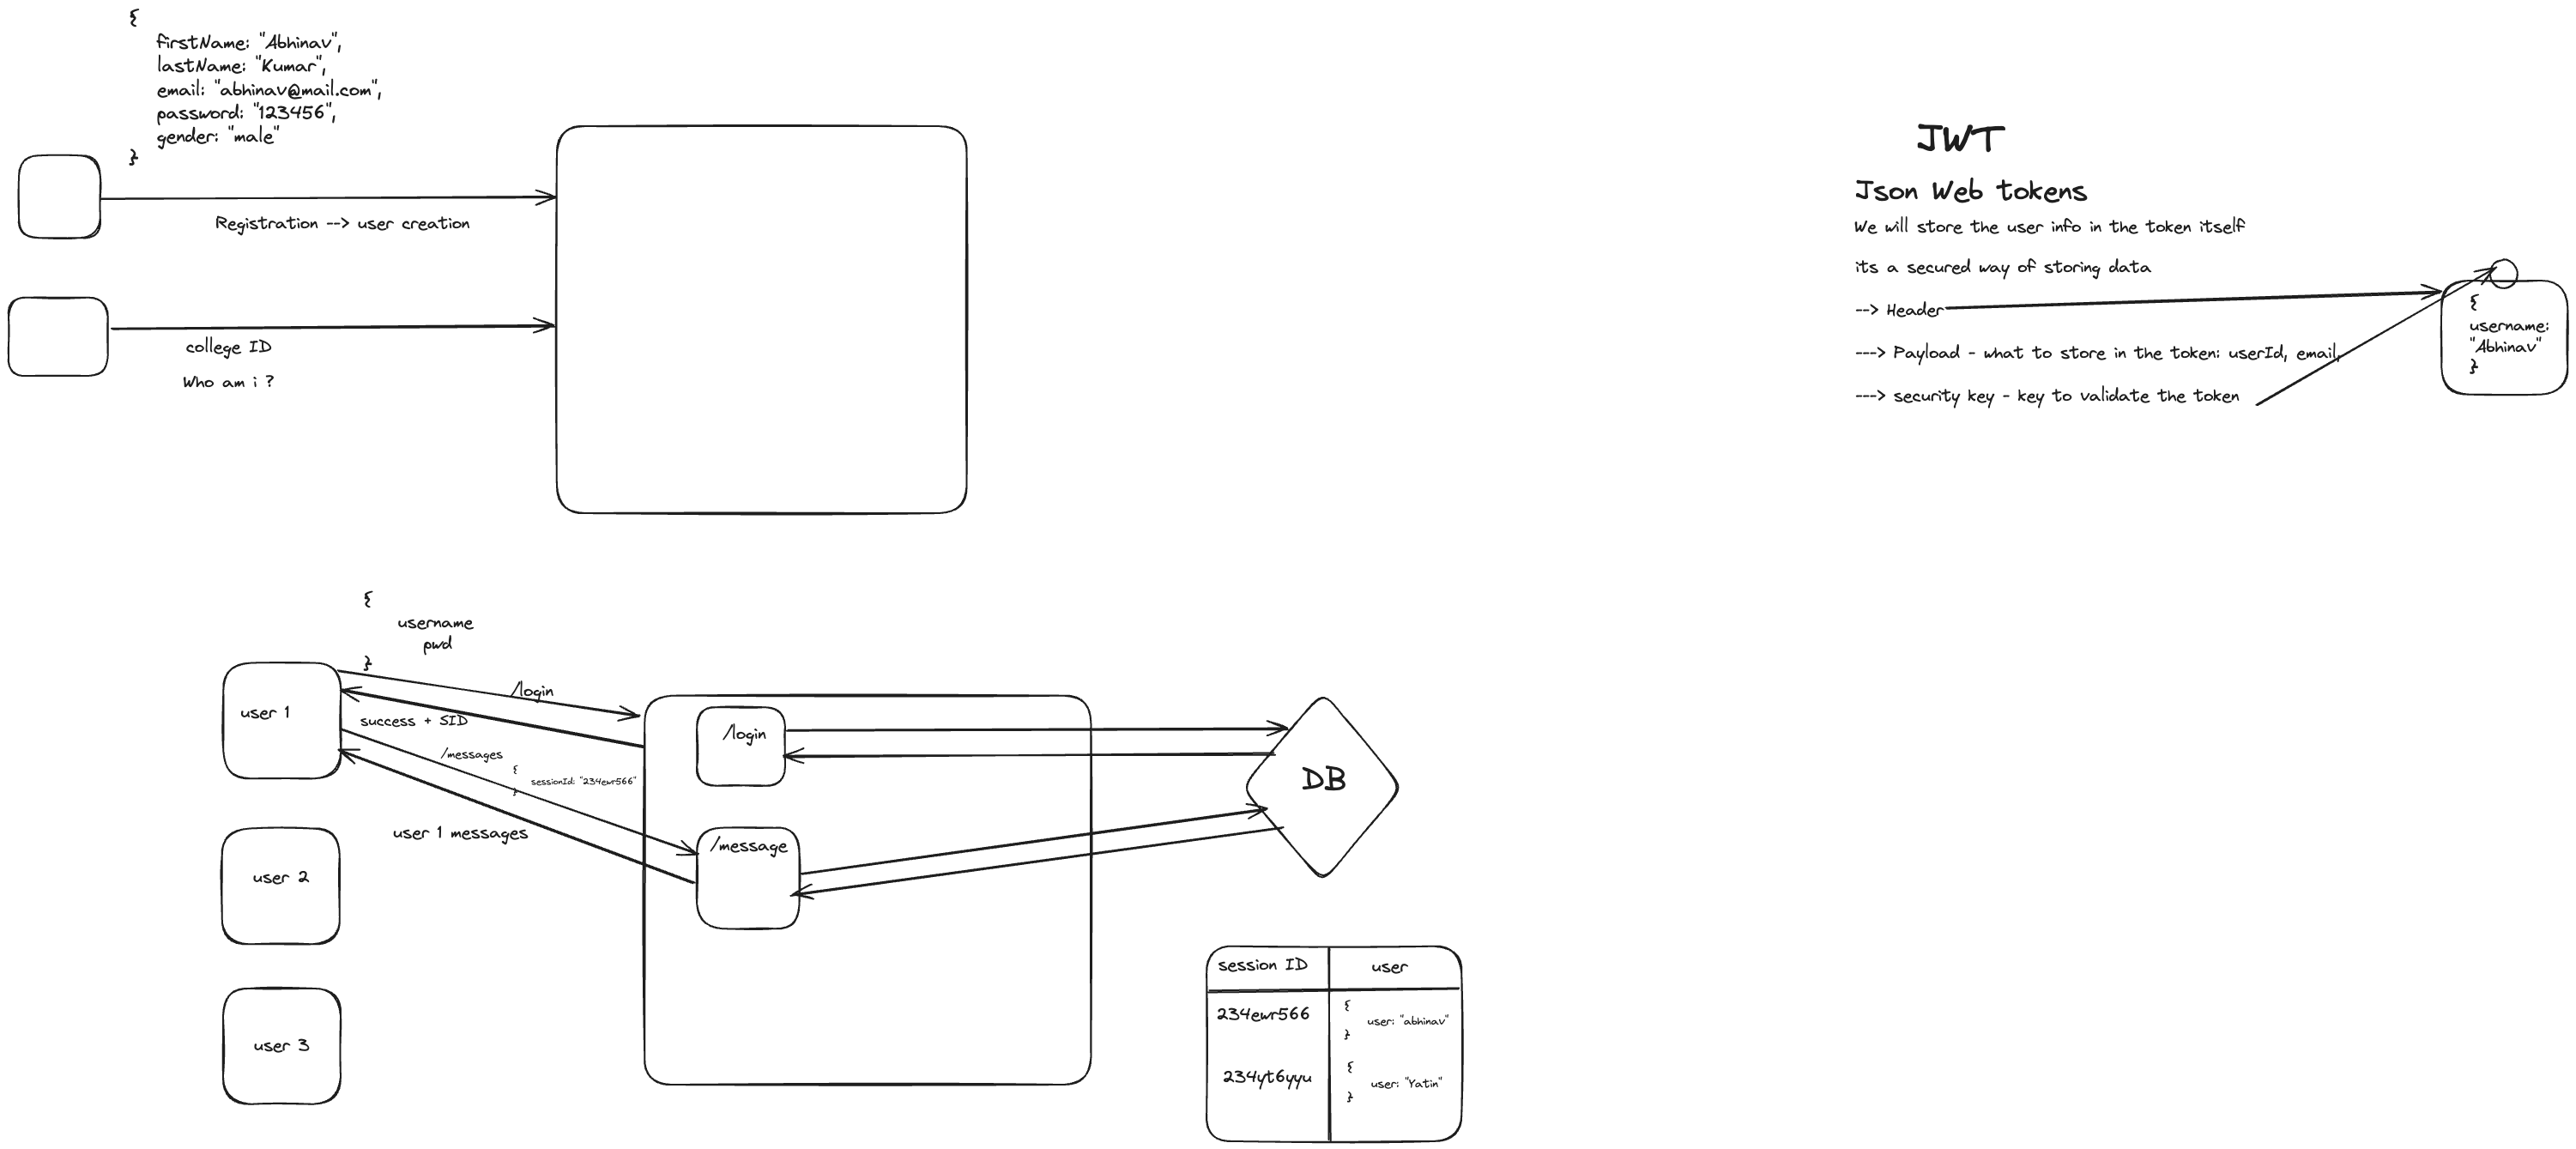 {
firstName: "Abhinav",
lastName: "Kumar",
email: "abhinav@mail.com",
password: "123456",
gender: "male"
}
Registration --> user creation
college ID
Who am i ?
JWT
Json Web tokens
We will store the user info in the token itself
its a secured way of storing data
--> Header
---> Payload - what to store in the token: userId, email,
---> security key - key to validate the token
{
username:
"Abhinav"
}
{
username
pwd
}
/login
user 1
success + SID
/messages
{
sessionId: "234ewr566"
}
user 1 messages
user 2
user 3
/login
/message
DB
session ID
user
234ewr566
{
user: "abhinav"
}
234yt6yyu
{
user: "Yatin"
}